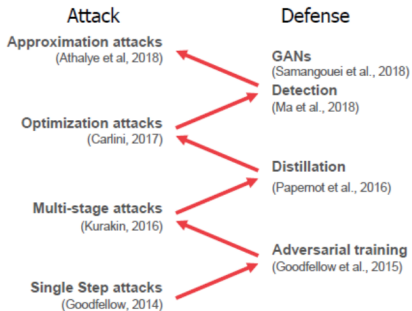 Attack
Defense
Approximation attacks
(Athalye et al, 2018)
GANs
(Samangouei et al., 2018)
Detection
(Ma et al., 2018)
Optimization attacks
(Carlini, 2017)
Distillation
(Papernot et al., 2016)
Multi-stage attacks
(Kurakin, 2016)
Adversarial training
(Goodfellow et al., 2015)
Single Step attacks
(Goodfellow, 2014)